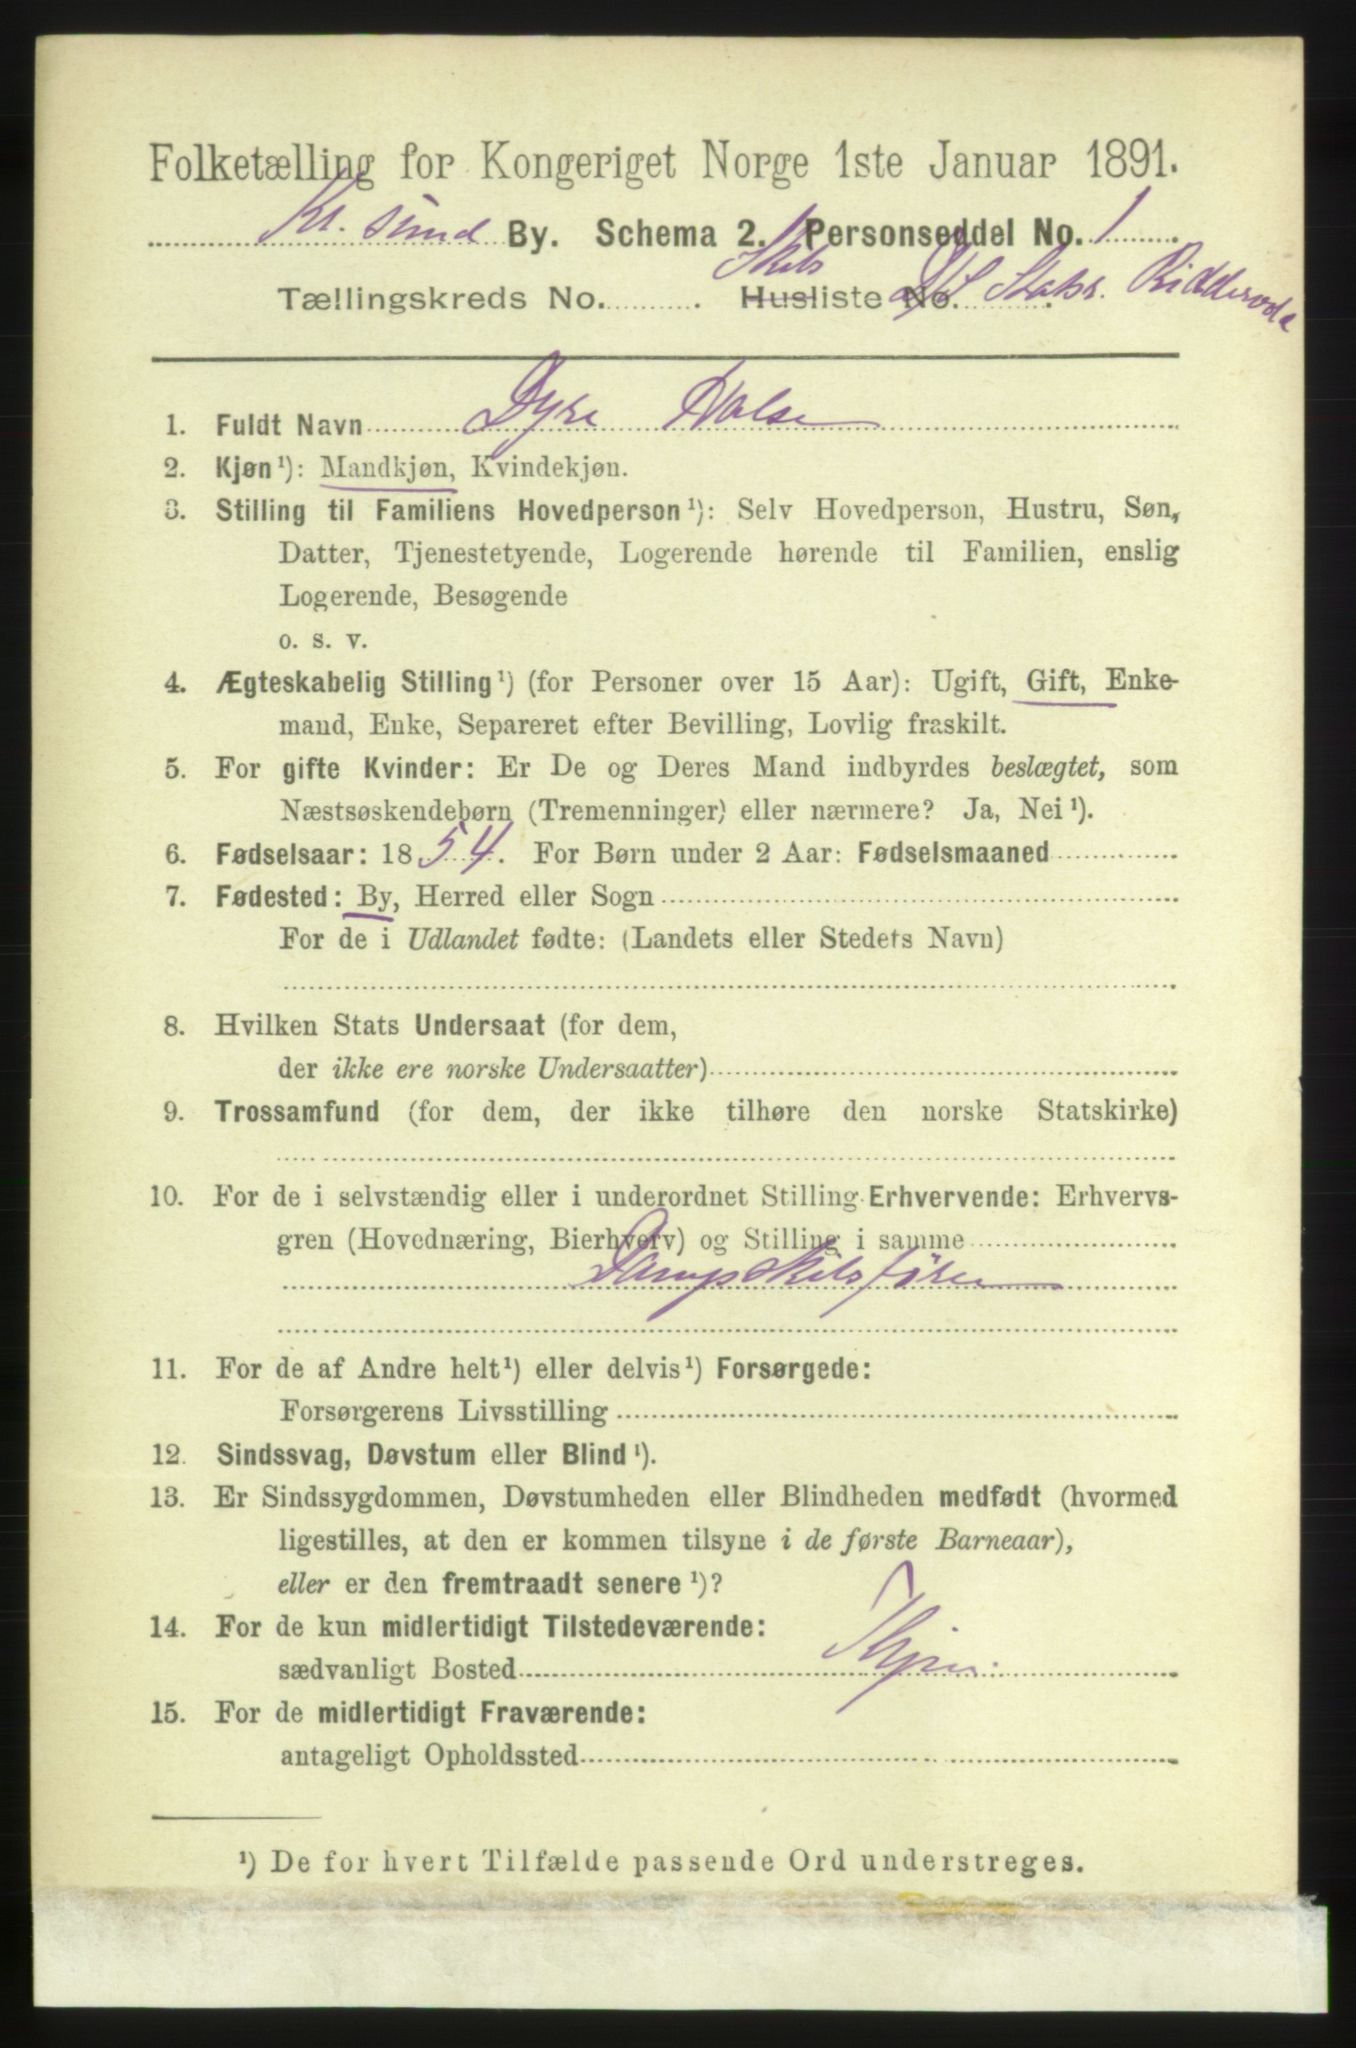 Folketælling for Kongeriget Norge 1ste Januar 1891.
Kr. sund By. Schema 2. Personseddel No. 1
Tællingskreds No. . Skibs Husliste No. D/S Ridder
1. Fuldt Navn Dyre Halse
2. Kjøn ¹): Mandkjøn, Kvindekjøn.
3. Stilling til Familiens Hovedperson ¹): Selv Hovedperson, Hustru, Søn,
Datter, Tjenestetyende, Logerende hørende til Familien, enslig
Logerende, Besøgende
o. s. v.
4. Ægteskabelig Stilling ¹) (for Personer over 15 Aar): Ugift, Gift, Enke-
mand, Enke, Separeret efter Bevilling, Lovlig fraskilt.
5. For gifte Kvinder: Er De og Deres Mand indbyrdes beslægtet, som
Næstsøskendebørn (Tremenninger) eller nærmere? Ja, Nei ¹).
6. Fødselsaar: 1854. For Børn under 2 Aar: Fødselsmaaned
7. Fødested: By, Herred eller Sogn
For de i Udlandet fødte: (Landets eller Stedets Navn)
8. Hvilken Stats Undersaat (for dem,
der ikke ere norske Undersaatter)
9. Trossamfund (for dem, der ikke tilhøre den norske Statskirke)
10. For de i selvstændig eller i underordnet Stilling Erhvervende: Erhvervs-
gren (Hovednæring, Bierhverv) og Stilling i samme
Dampskibsfører
11. For de af Andre helt ¹) eller delvis ¹) Forsørgede:
Forsørgerens Livsstilling
12. Sindssvag, Døvstum eller Blind ¹).
13. Er Sindssygdommen, Døvstumheden eller Blindheden medfødt (hvormed
ligestilles, at den er kommen tilsyne i de første Barneaar),
eller er den fremtraadt senere ¹)?
14. For de kun midlertidigt Tilstedeværende:
sædvanligt Bosted
15. For de midlertidigt Fraværende:
antageligt Opholdssted
¹) De for hvert Tilfælde passende Ord understreges.